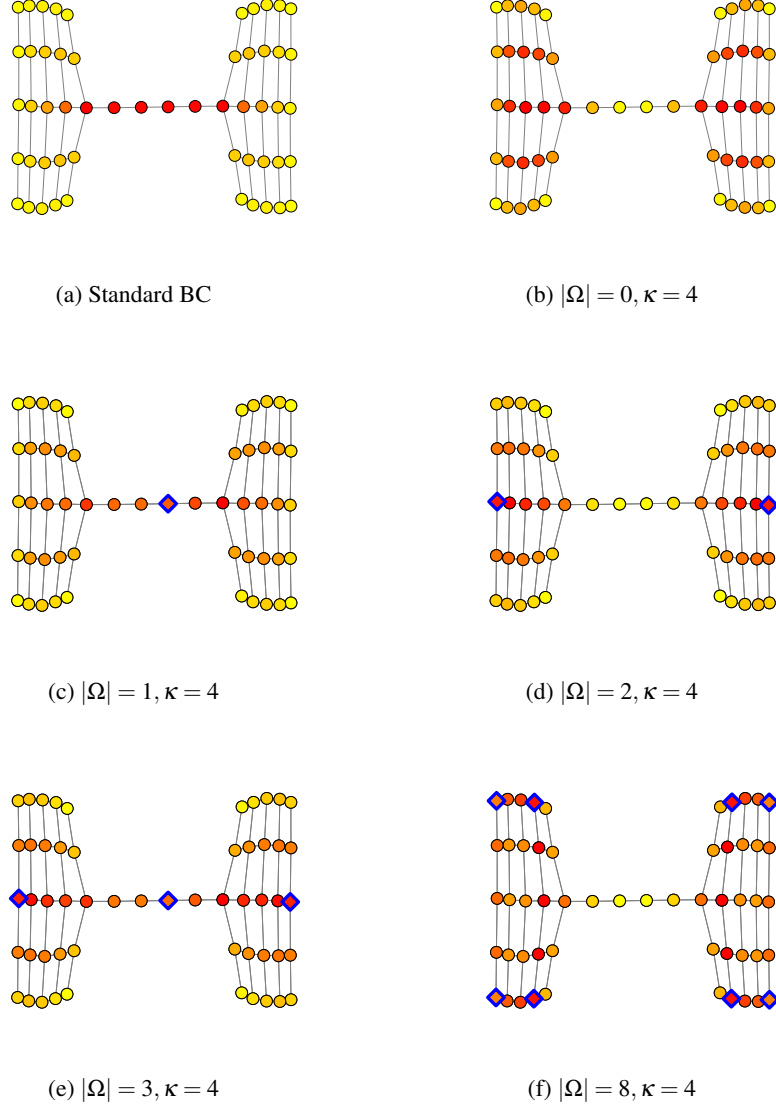 (a) Standard BC
(b) |Ω| = 0, κ = 4
(c) |Ω| = 1, κ = 4
(d) |Ω| = 2, κ = 4
(e) |Ω| = 3, κ = 4
(f) |Ω| = 8, κ = 4